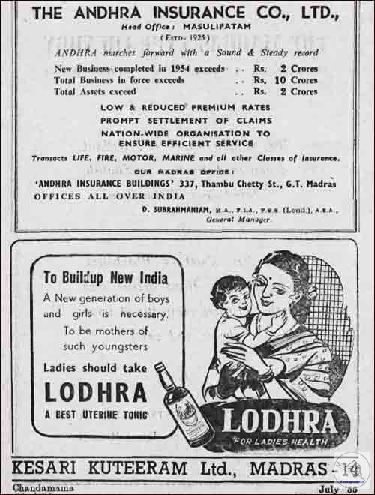 THE ANDHRA INSURANCE CO., LTD.,
Head Office: MASULIPATAM
(ESTD. 1925)
ANDHRA marches forward with a Sound & Steady record
New Business completed in 1954 exceeds .. Rs. 2 Crores
Total Business in force exceeds .. Rs. 10 Crores
Total Assets exceed .. Rs. 2 Crores
LOW & REDUCED PREMIUM RATES
PROMPT SETTLEMENT OF CLAIMS
NATION-WIDE ORGANISATION TO
ENSURE EFFICIENT SERVICE
Transacts LIFE, FIRE, MOTOR, MARINE and all other Classes of Insurance.
OUR MADRAS OFFICE:
'ANDHRA INSURANCE BUILDINGS' 337, Thambu Chetty St., G.T. Madras
OFFICES ALL OVER INDIA
D. SUBRAHMANIAM, M.A., F.I.A., F.S.S. (Lond.), A.S.A.,
General Manager.
To Buildup New India
A New generation of boys
and girls is necessary.
To be mothers of
such youngsters
Ladies should take
LODHRA
A BEST UTERINE TONIC
LODHRA
FOR LADIES HEALTH
KESARI KUTEERAM Ltd., MADRAS-14
Chandamama
July 55